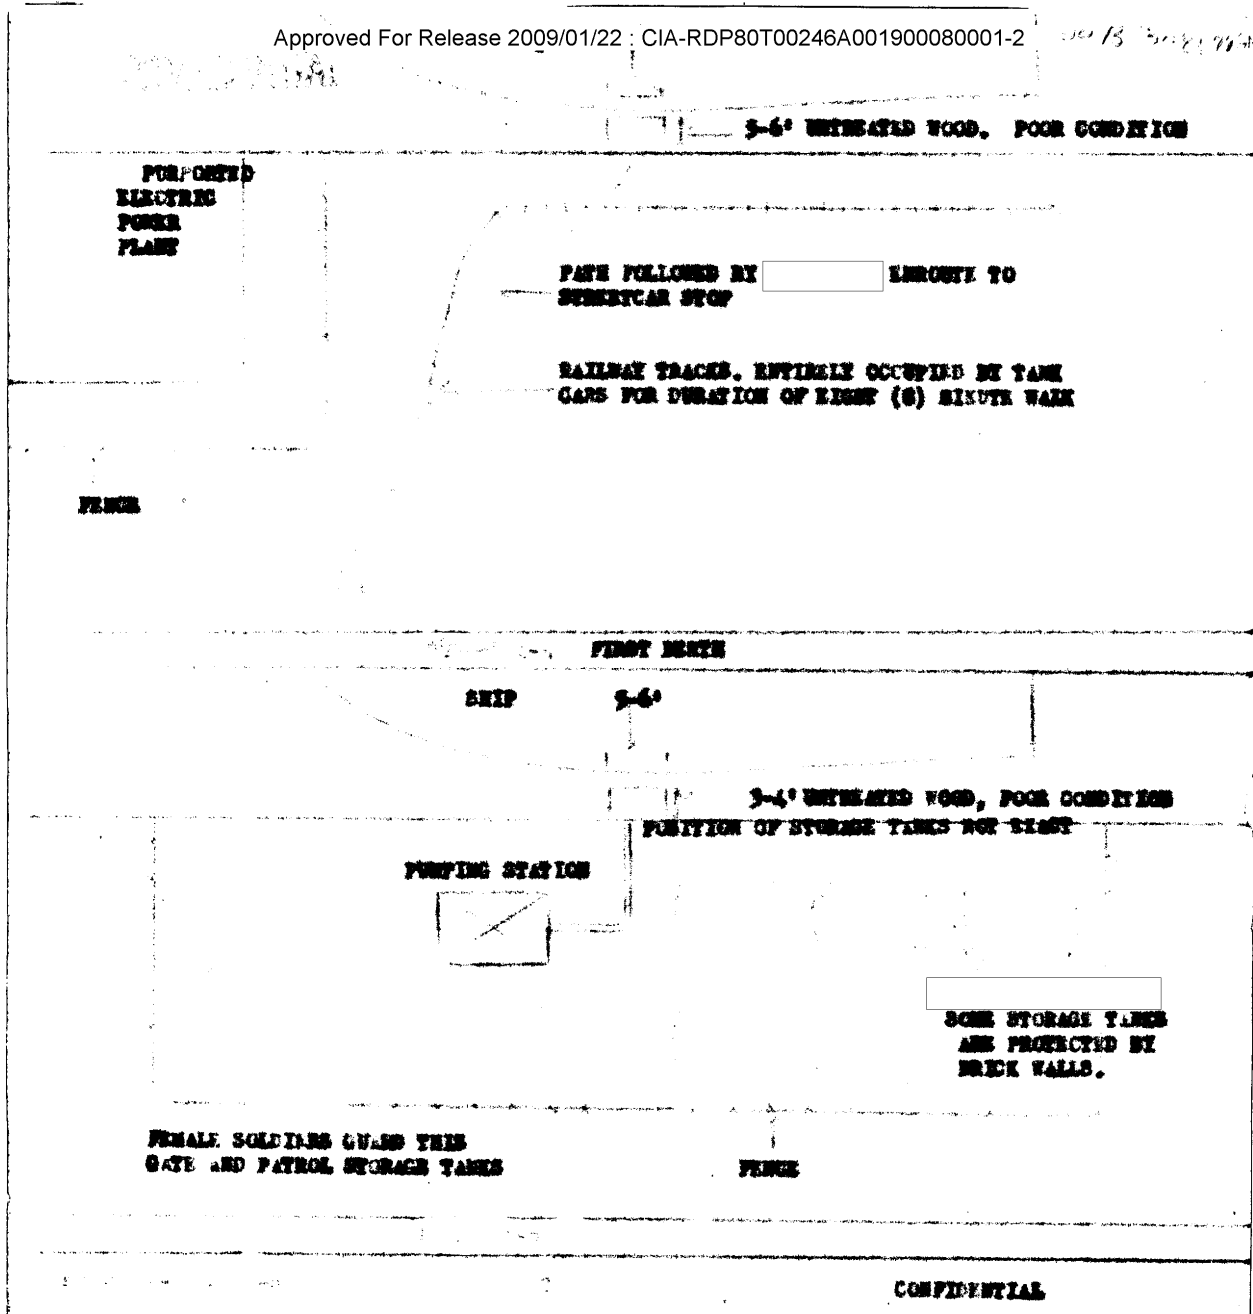 Approved For Release 2009/01/22 : CIA-RDP80T00246A001900080001-2
5-6' UNTREATED WOOD. POOR CONDITION
PURPORTED
ELECTRIC
POWER
PLANT
PATH FOLLOWED BY ENROUTE TO
STREETCAR STOP
RAILWAY TRACKS. ENTIRELY OCCUPIED BY TANK
CARS FOR DURATION OF EIGHT (8) MINUTE WALK
FENCE
FIRST BERTH
SHIP 5-6'
3-4' UNTREATED WOOD, POOR CONDITION
POSITION OF STORAGE TANKS NOT EXACT
PUMPING STATION
SOME STORAGE TANKS
ARE PROTECTED BY
BRICK WALLS.
FEMALE SOLDIERS GUARD THIS
GATE AND PATROL STORAGE TANKS
FENCE
CONFIDENTIAL